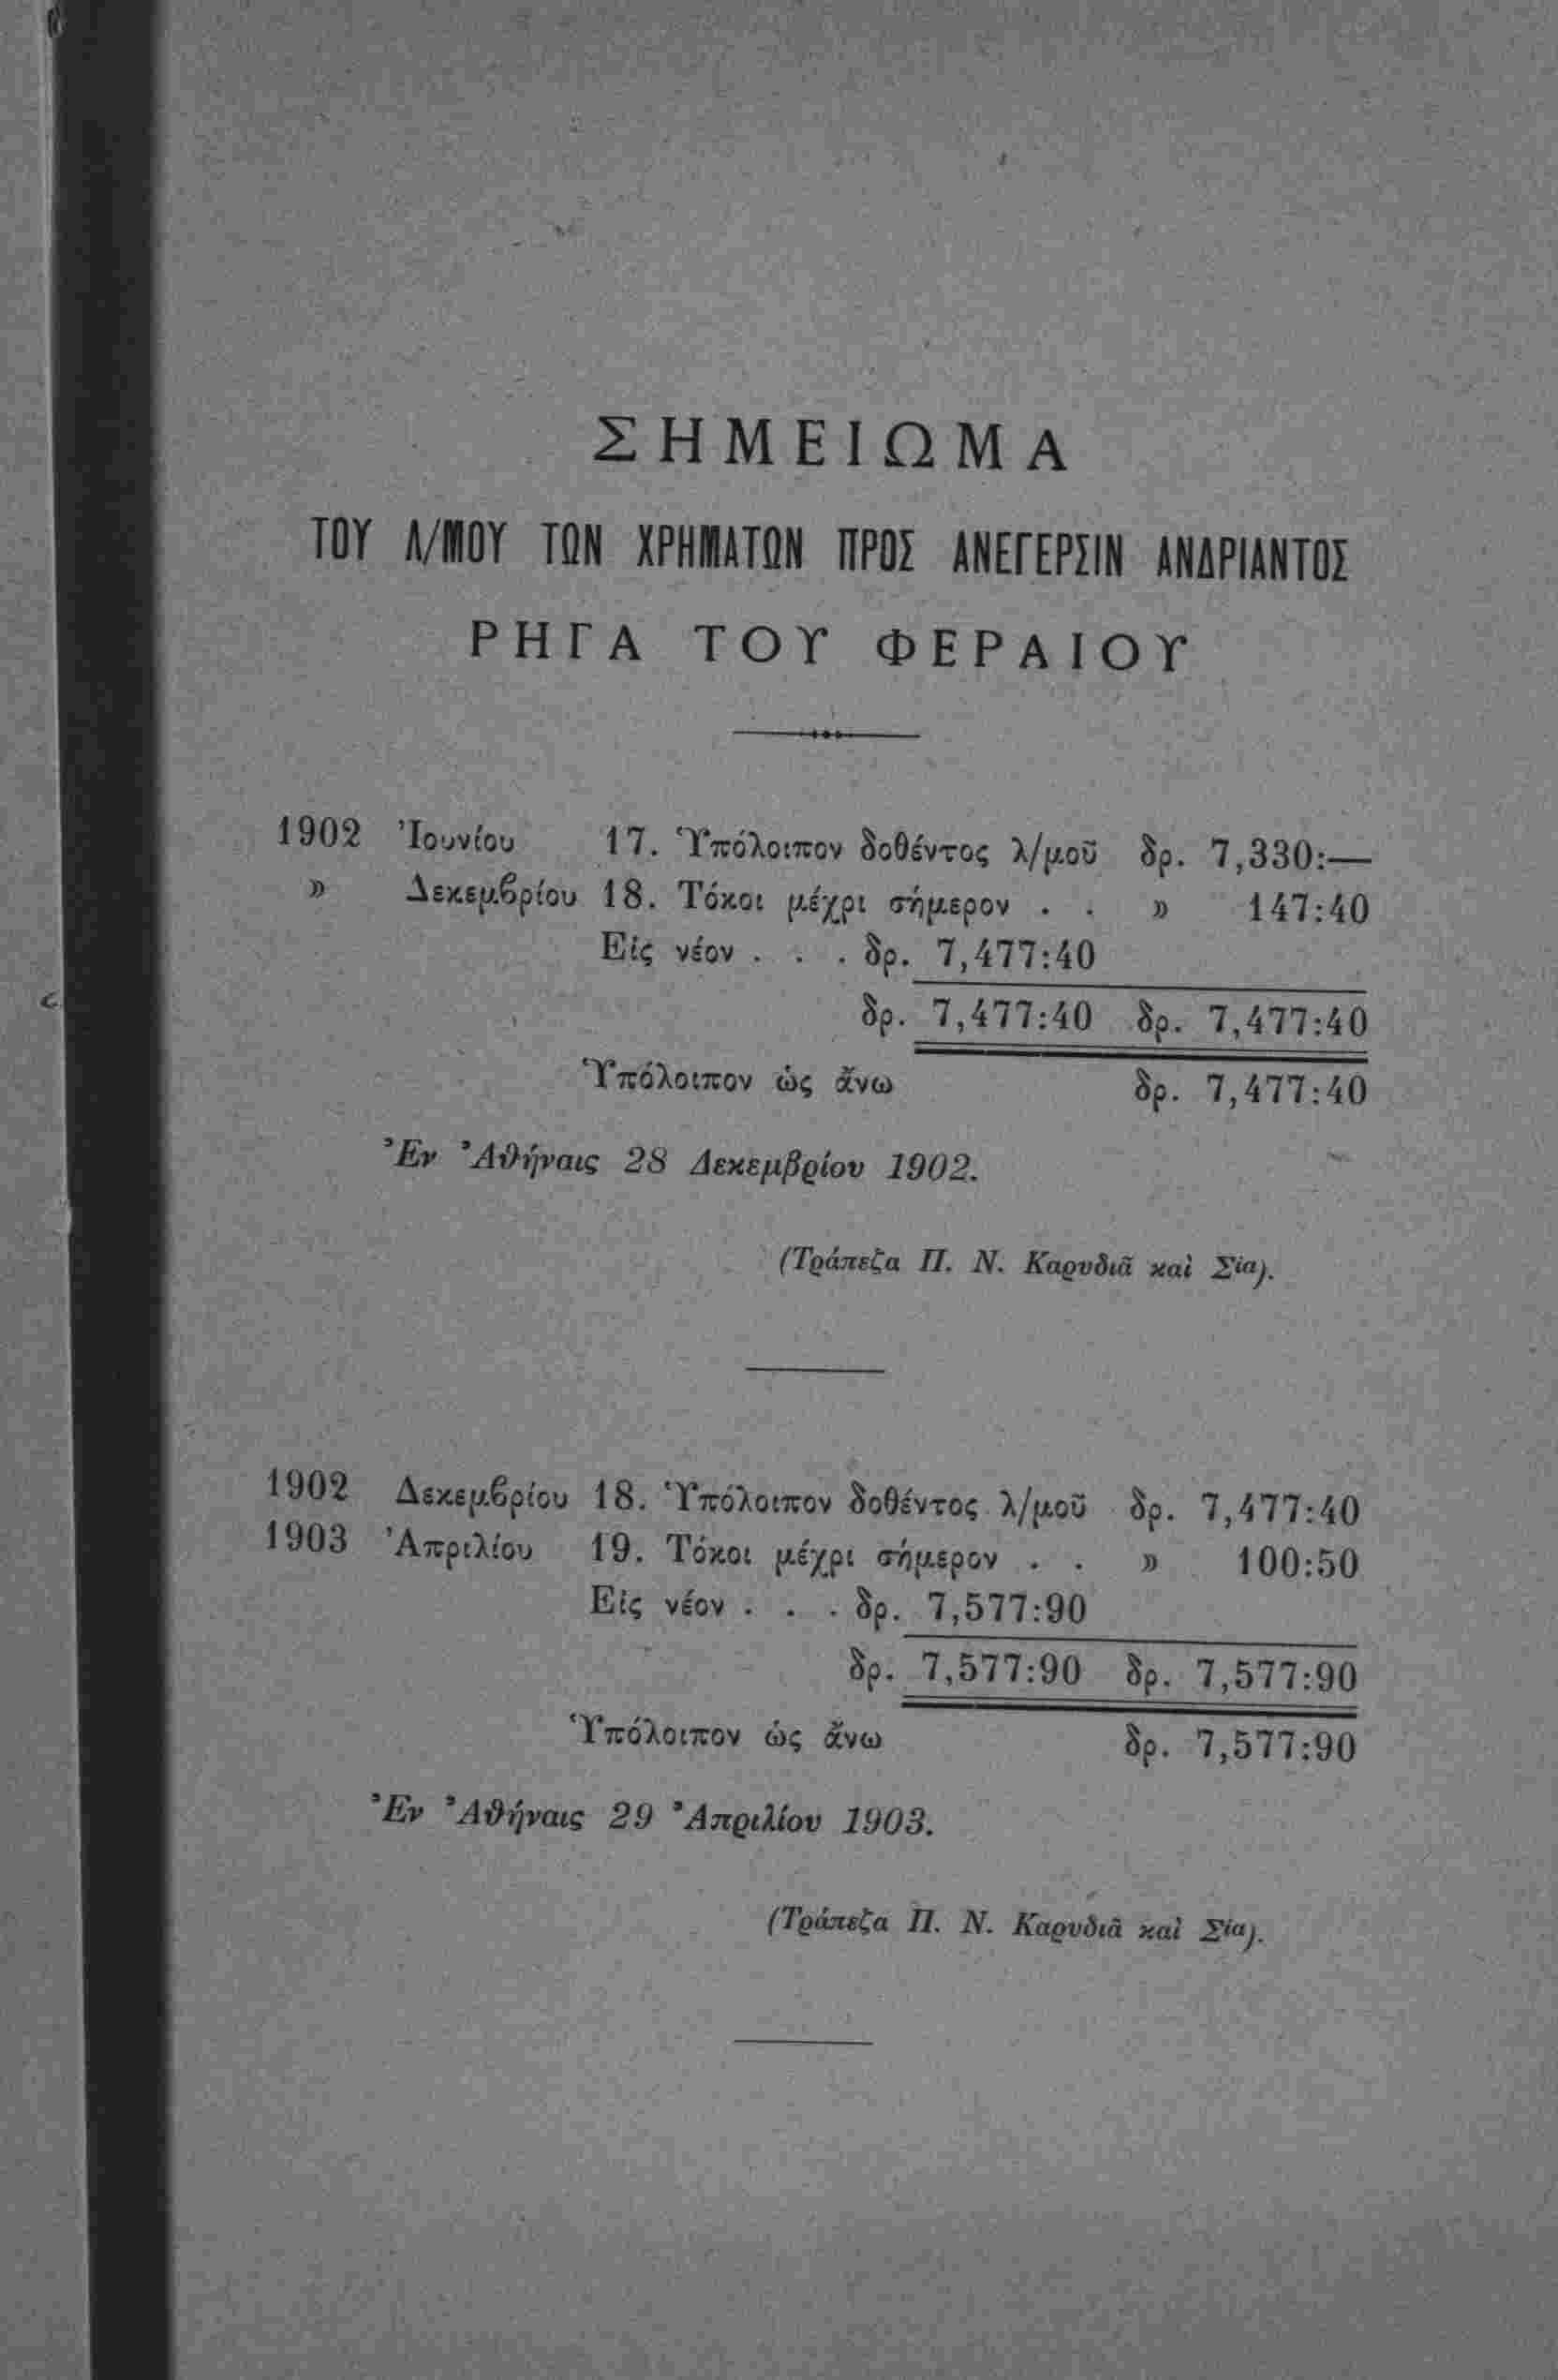 ΣΗΜΕΙΩΜΑ
ΤΟΥ Λ/ΜΟΥ ΤΩΝ ΧΡΗΜΑΤΩΝ ΠΡΟΣ ΑΝΕΓΕΡΣΙΝ ΑΝΔΡΙΑΝΤΟΣ
ΡΗΓΑ ΤΟΥ ΦΕΡΑΙΟΥ
1902 Ἰουνίου 17. Ὑπόλοιπον δοθέντος λ/μοῦ δρ. 7,330:—
» Δεκεμβρίου 18. Τόκοι μέχρι σήμερον . . » 147:40
Εἰς νέον . . . δρ. 7,477:40
δρ. 7,477:40 δρ. 7,477:40
Ὑπόλοιπον ὡς ἄνω δρ. 7,477:40
Ἐν Ἀθήναις 28 Δεκεμβρίου 1902.
(Τράπεζα Π. Ν. Καρυδιᾶ καὶ Σία).
1902 Δεκεμβρίου 18. Ὑπόλοιπον δοθέντος λ/μοῦ δρ. 7,477:40
1903 Ἀπριλίου 19. Τόκοι μέχρι σήμερον . . » 100:50
Εἰς νέον . . . δρ. 7,577:90
δρ. 7,577:90 δρ. 7,577:90
Ὑπόλοιπον ὡς ἄνω δρ. 7,577:90
Ἐν Ἀθήναις 29 Ἀπριλίου 1903.
(Τράπεζα Π. Ν. Καρυδιᾶ καὶ Σία).